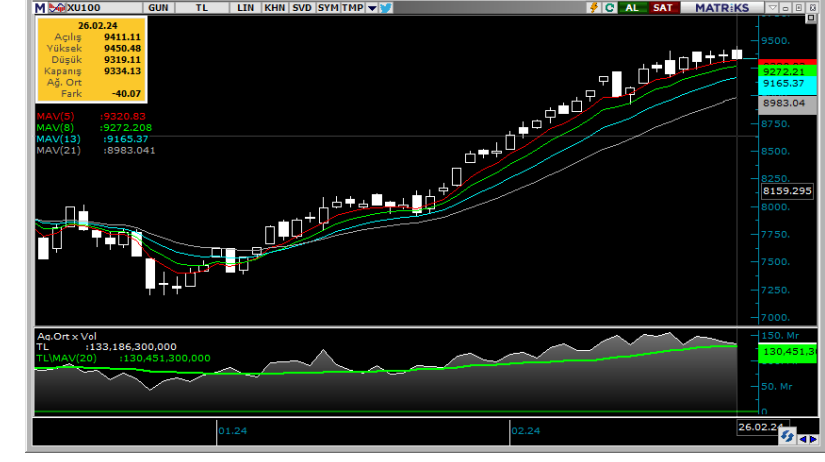 M XU100 GUN TL LIN KHN SVD SYM TMP AL SAT MATRiKS
26.02.24
Açılış 9411.11
Yüksek 9450.48
Düşük 9319.11
Kapanış 9334.13
Ağ. Ort
Fark -40.07
MAV(5) :9320.83
MAV(8) :9272.208
MAV(13) :9165.37
MAV(21) :8983.041
9500.
9272.21
9165.37
8983.04
8750.
8500.
8250.
8159.295
8000.
7750.
7500.
7250.
7000.
Ag.Ort x Vol
TL :133,186,300,000
TL\MAV(20) :130,451,300,000
150. Mr
130,451,3
50. Mr
0
01.24 02.24 26.02.24